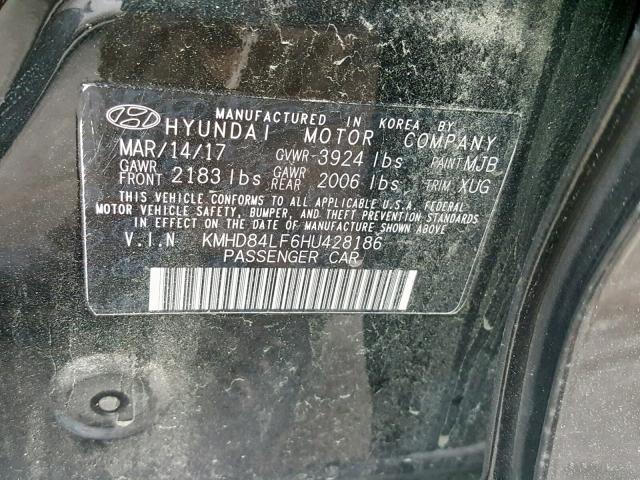 MANUFACTURED IN KOREA BY
HYUNDAI MOTOR COMPANY
MAR/14/17 GVWR 3924 lbs PAINT MJB
GAWR FRONT 2183 lbs GAWR REAR 2006 lbs TRIM XUG
THIS VEHICLE CONFORMS TO ALL APPLICABLE U.S.A. FEDERAL
MOTOR VEHICLE SAFETY, BUMPER, AND THEFT PREVENTION STANDARDS
IN EFFECT ON THE DATE OF MANUFACTURE SHOWN ABOVE.
V.I.N KMHD84LF6HU428186
PASSENGER CAR